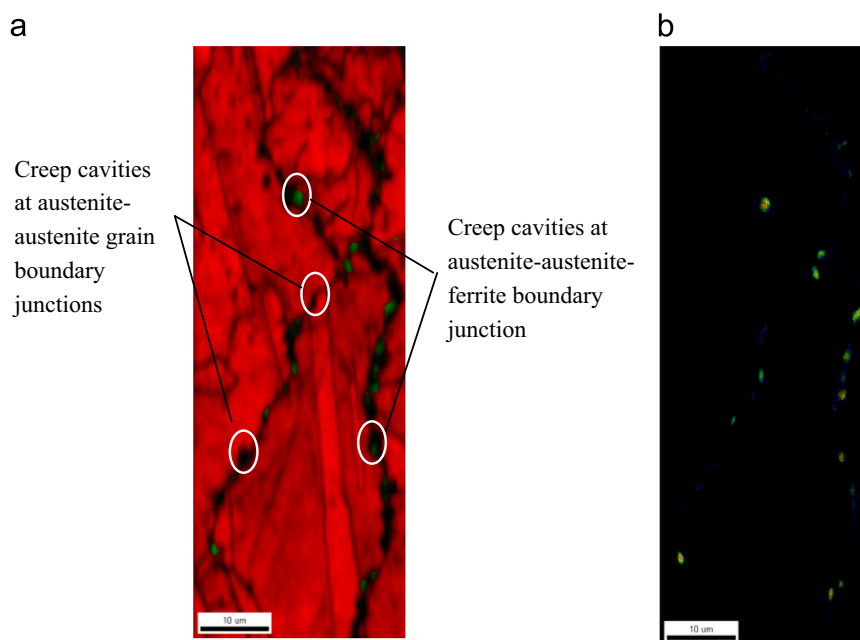 a
b
Creep cavities
at austenite-
austenite grain
boundary
junctions
Creep cavities at
austenite-austenite-
ferrite boundary
junction
10 um
10 um